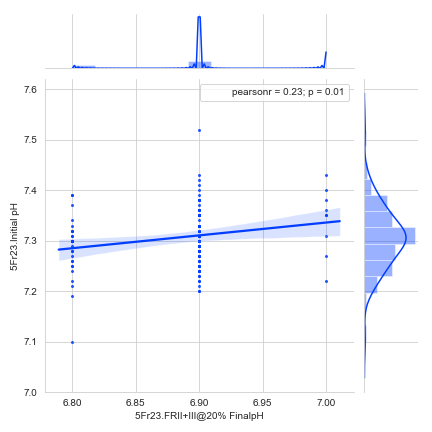 pearsonr = 0.23; p = 0.01
7.6
7.5
7.4
7.3
7.2
7.1
7.0
5Fr23.Initial pH
6.80 6.85 6.90 6.95 7.00
5Fr23.FRII+III@20% FinalpH